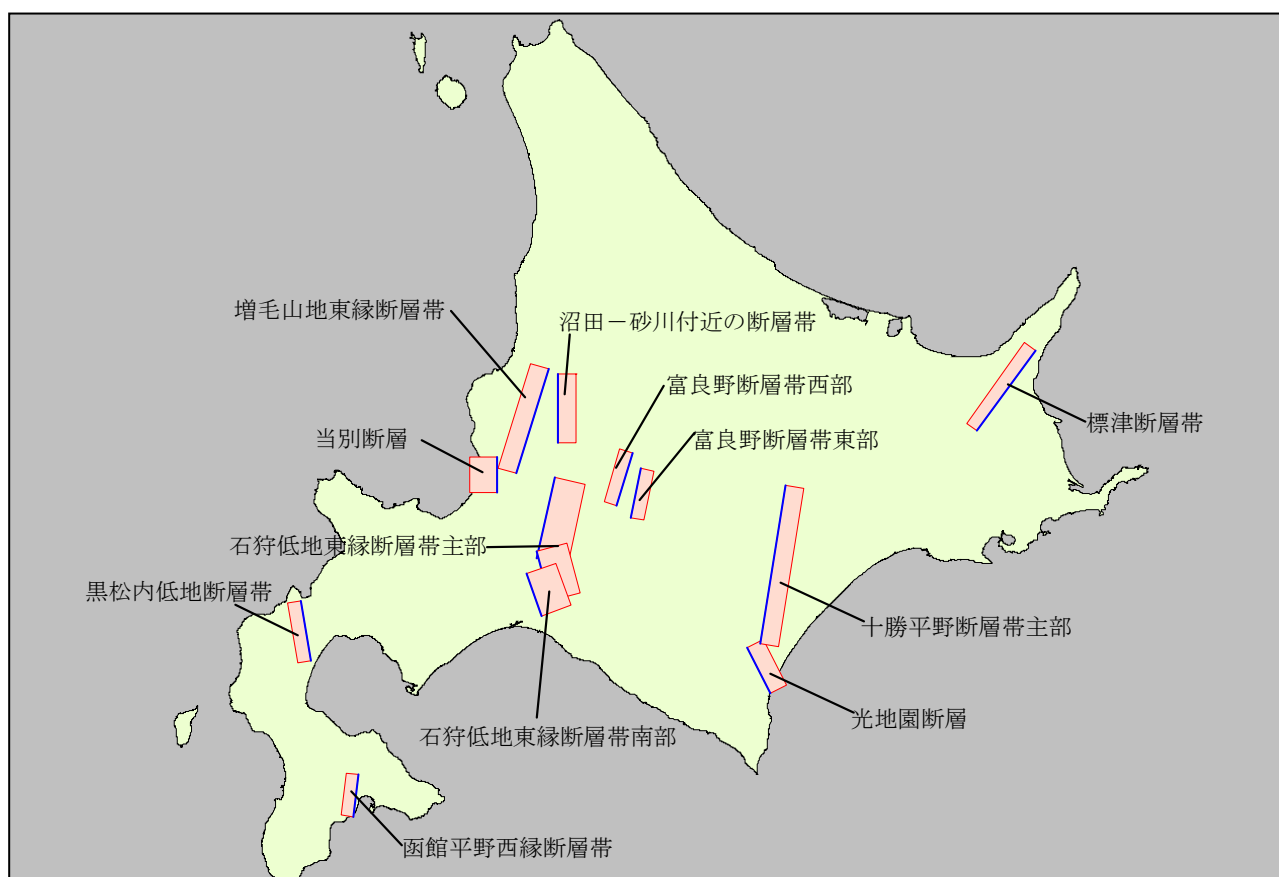 増毛山地東縁断層帯
沼田－砂川付近の断層帯
富良野断層帯西部
標津断層帯
当別断層
富良野断層帯東部
石狩低地東縁断層帯主部
黒松内低地断層帯
十勝平野断層帯主部
光地園断層
石狩低地東縁断層帯南部
函館平野西縁断層帯